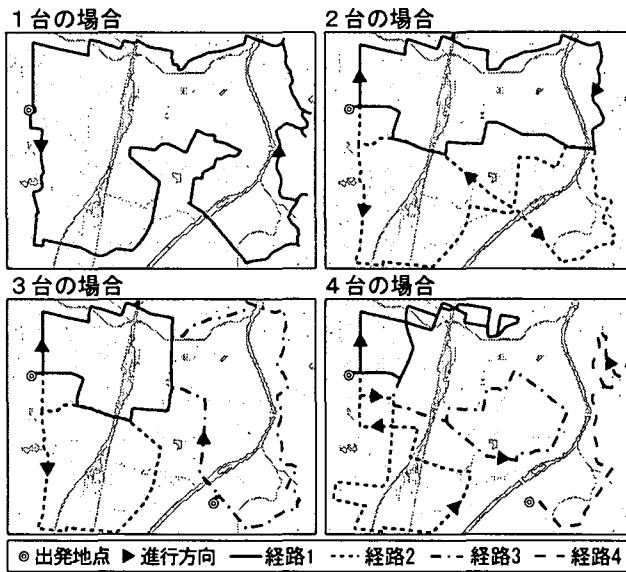 1台の場合
2台の場合
3台の場合
4台の場合
◎出発地点 ▶進行方向 ━経路1 ----経路2 -・-経路3 - -経路4